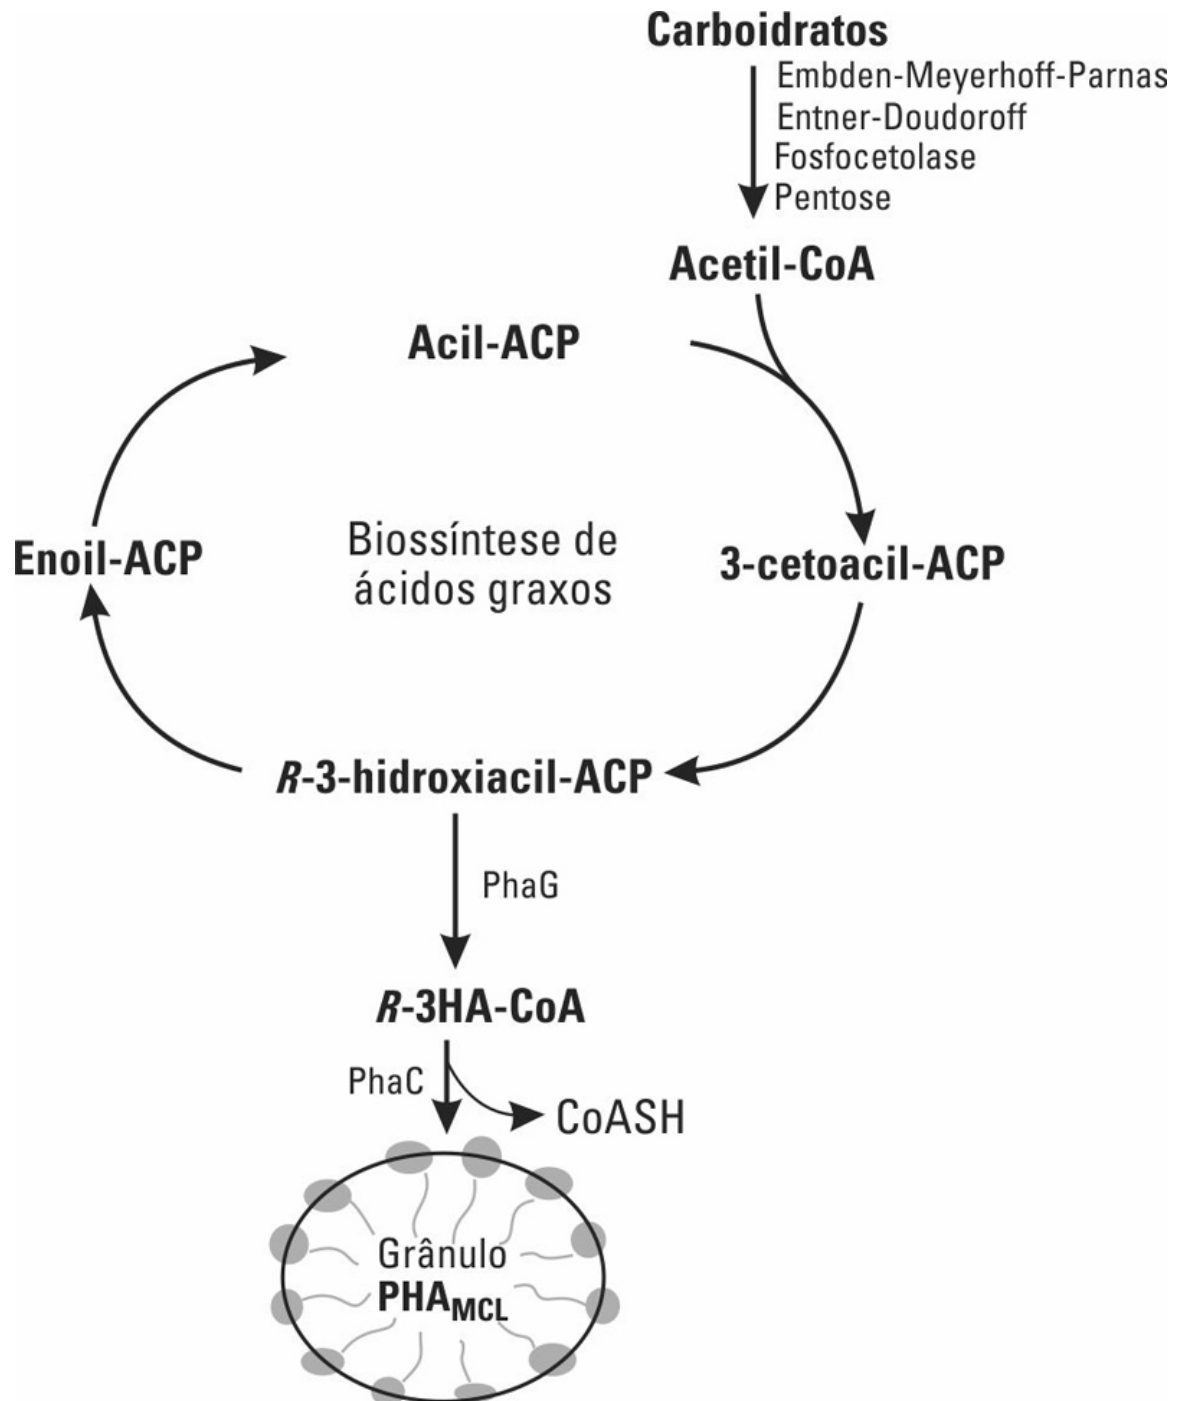 Carboidratos
Embden-Meyerhoff-Parnas
Entner-Doudoroff
Fosfocetolase
Pentose
Acetil-CoA
Acil-ACP
Enoil-ACP
Biossíntese de
ácidos graxos
3-cetoacil-ACP
R-3-hidroxiacil-ACP
PhaG
R-3HA-CoA
PhaC
CoASH
Grânulo
PHAMCL